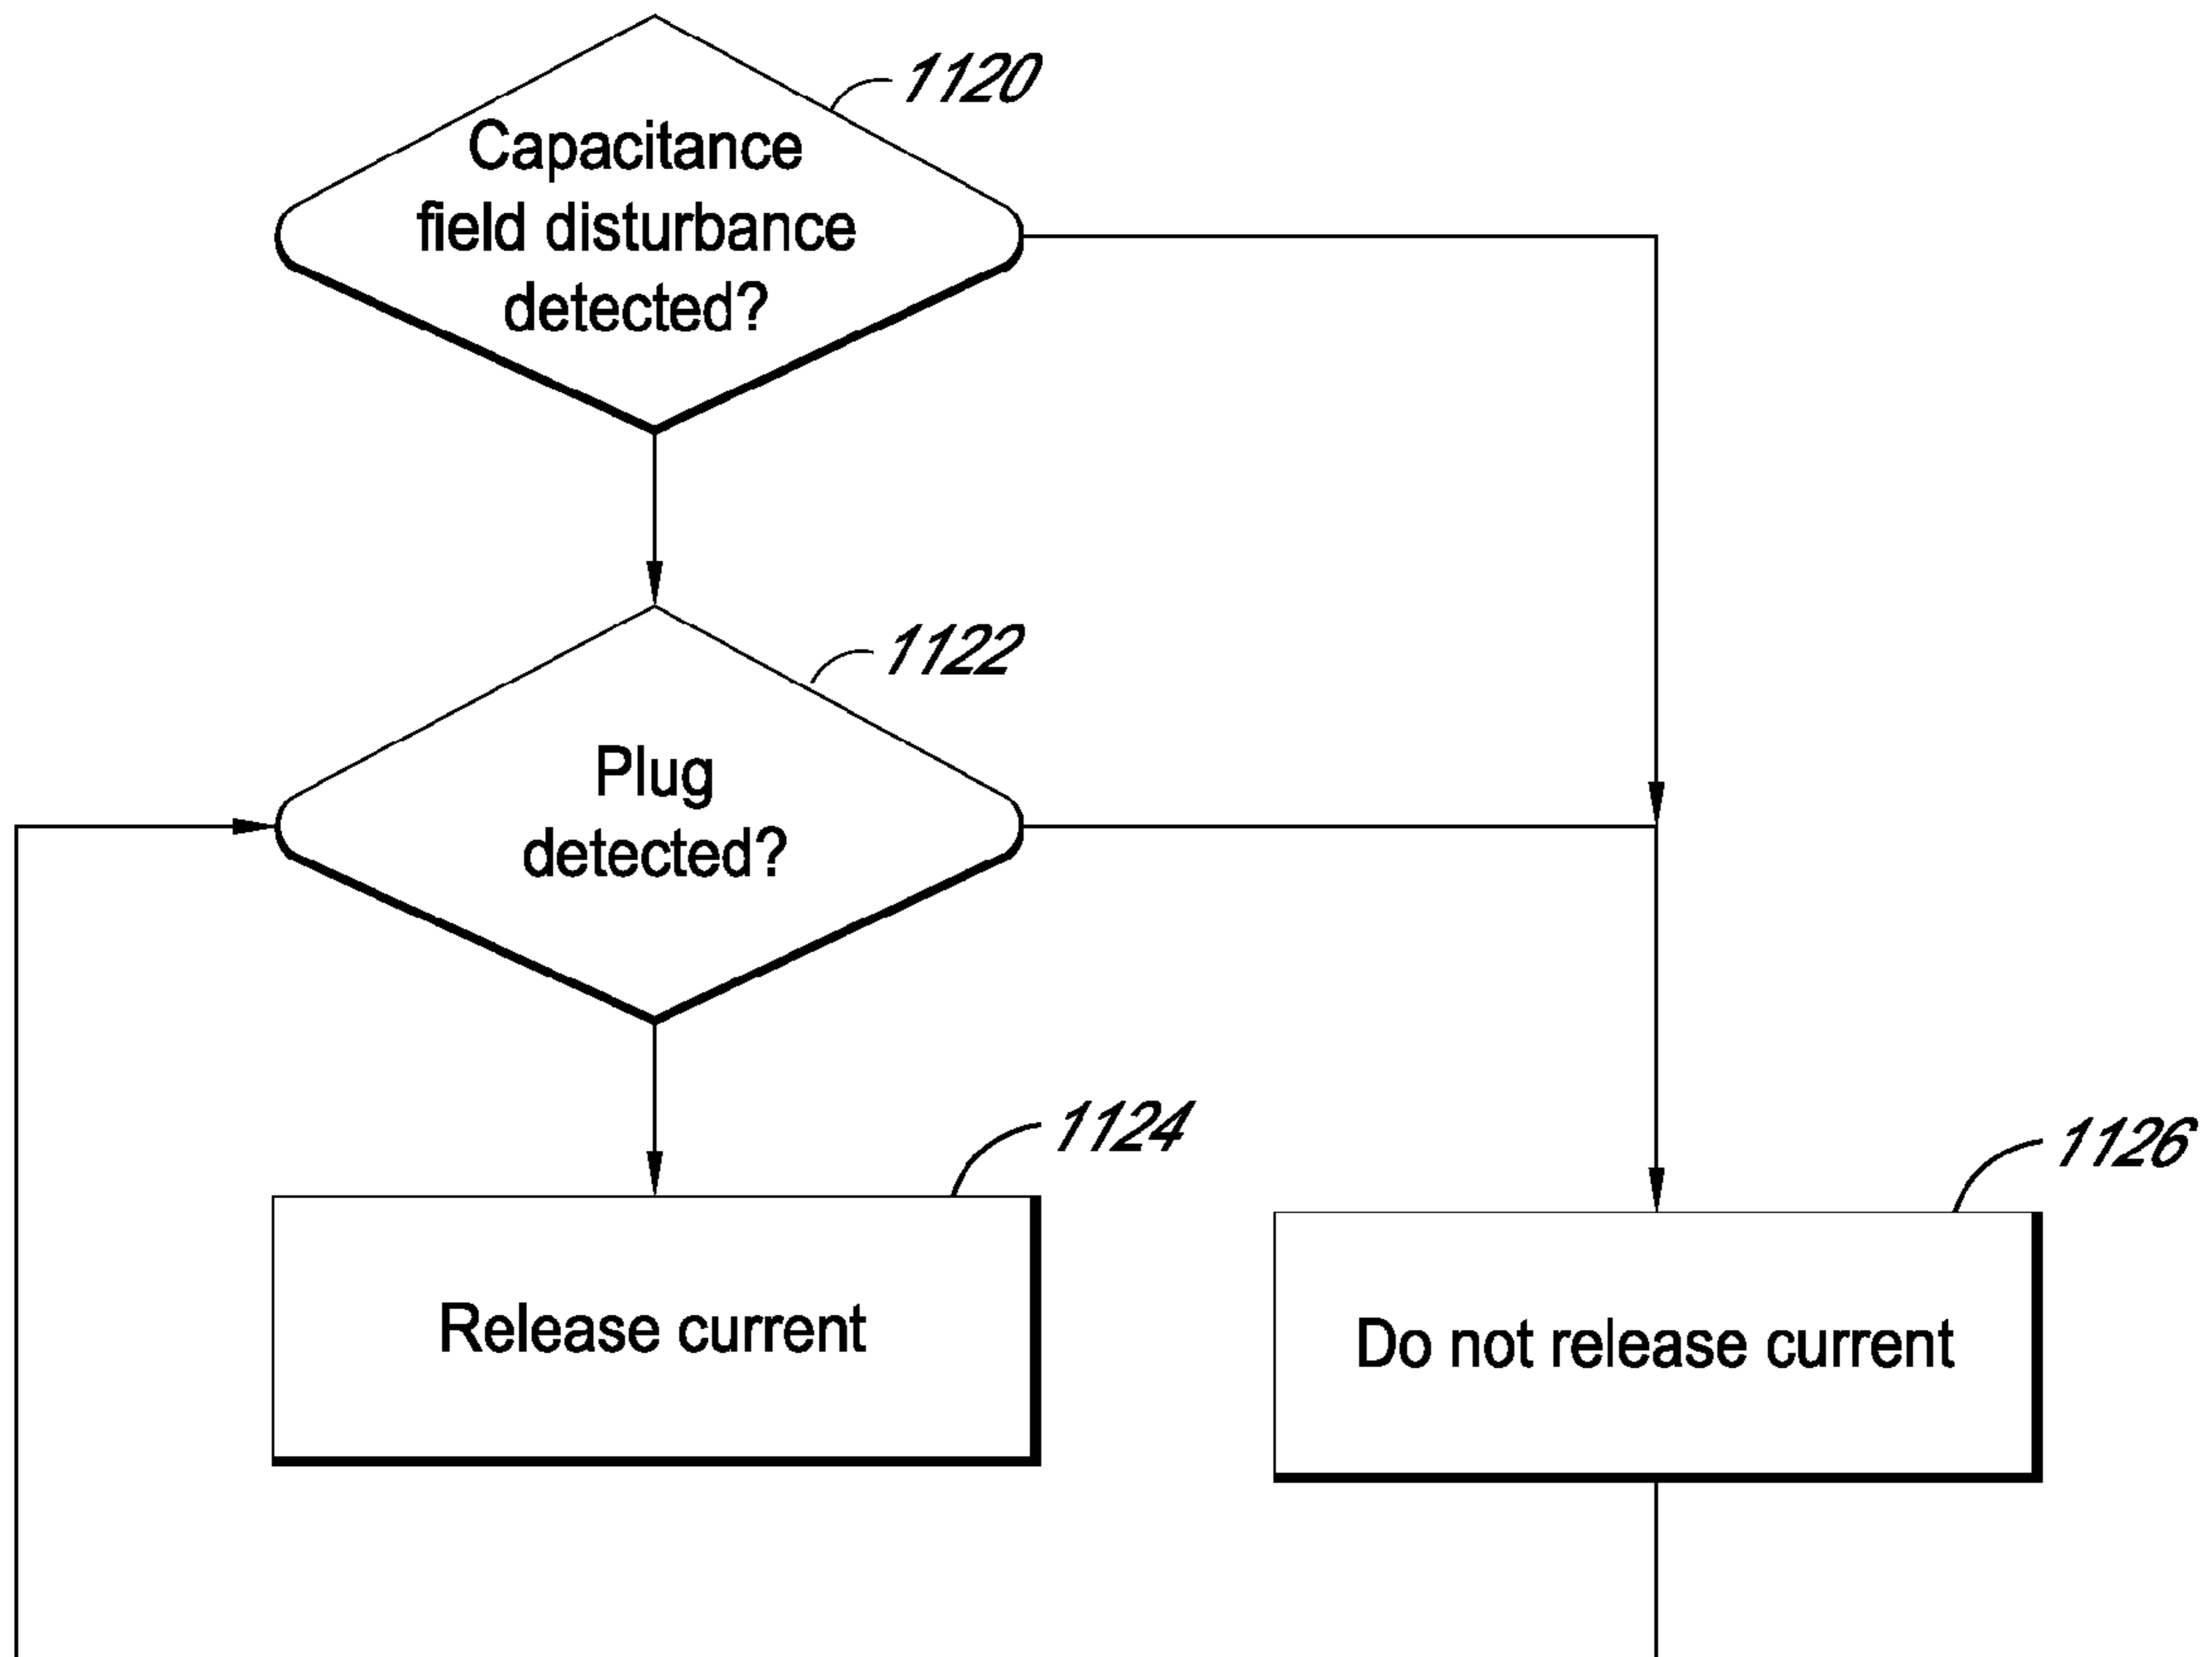 1120
Capacitance
field disturbance
detected?
1122
Plug
detected?
1124
Release current
1126
Do not release current